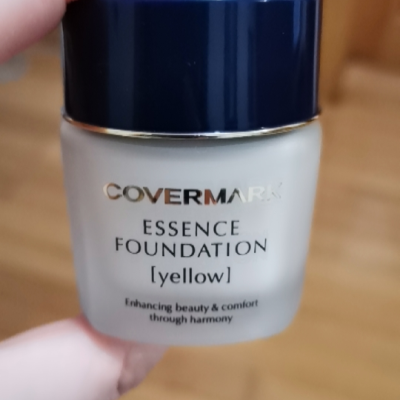 COVERMARK
ESSENCE
FOUNDATION
[yellow]
Enhancing beauty & comfort
through harmony